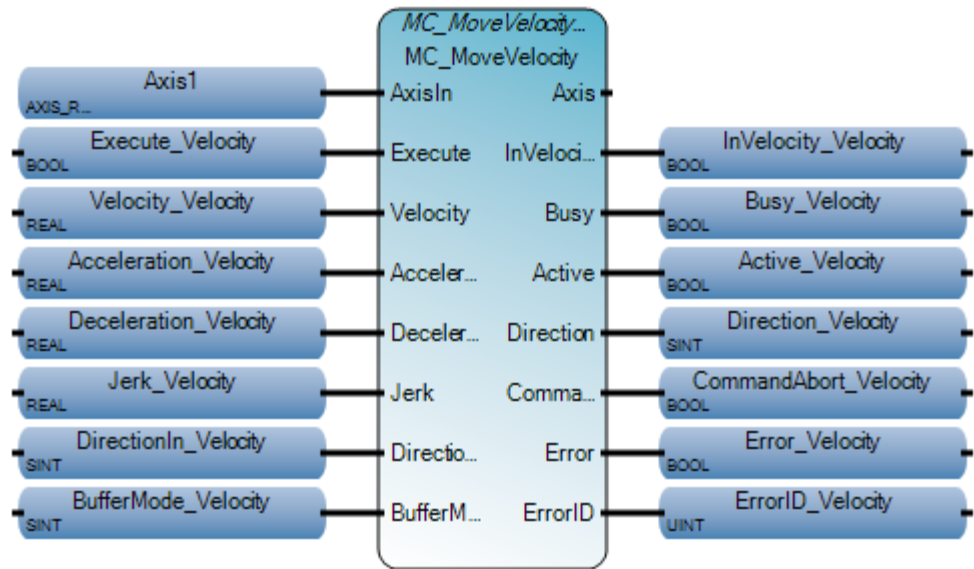 MC_MoveVelocity...
MC_MoveVelocity
Axis1
AXIS_R...
AxisIn
Axis
Execute_Velocity
BOOL
Execute
InVeloci...
InVelocity_Velocity
BOOL
Velocity_Velocity
REAL
Velocity
Busy
Busy_Velocity
BOOL
Acceleration_Velocity
REAL
Acceler...
Active
Active_Velocity
BOOL
Deceleration_Velocity
REAL
Deceler...
Direction
Direction_Velocity
SINT
Jerk_Velocity
REAL
Jerk
Comma...
CommandAbort_Velocity
BOOL
DirectionIn_Velocity
SINT
Directio...
Error
Error_Velocity
BOOL
BufferMode_Velocity
SINT
BufferM...
ErrorID
ErrorID_Velocity
UINT